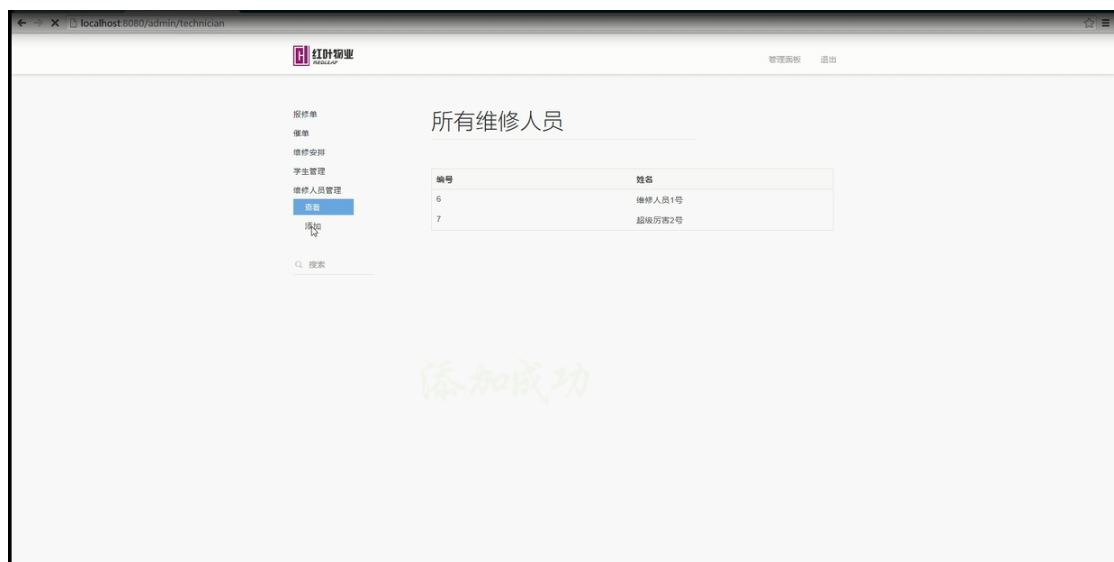 localhost:8080/admin/technician
红叶物业
REDLEAF
管理面板 退出
报修单
催单
维修安排
学生管理
维修人员管理
查看
添加
搜索
所有维修人员
编号 姓名
6 维修人员1号
7 超级厉害2号
添加成功